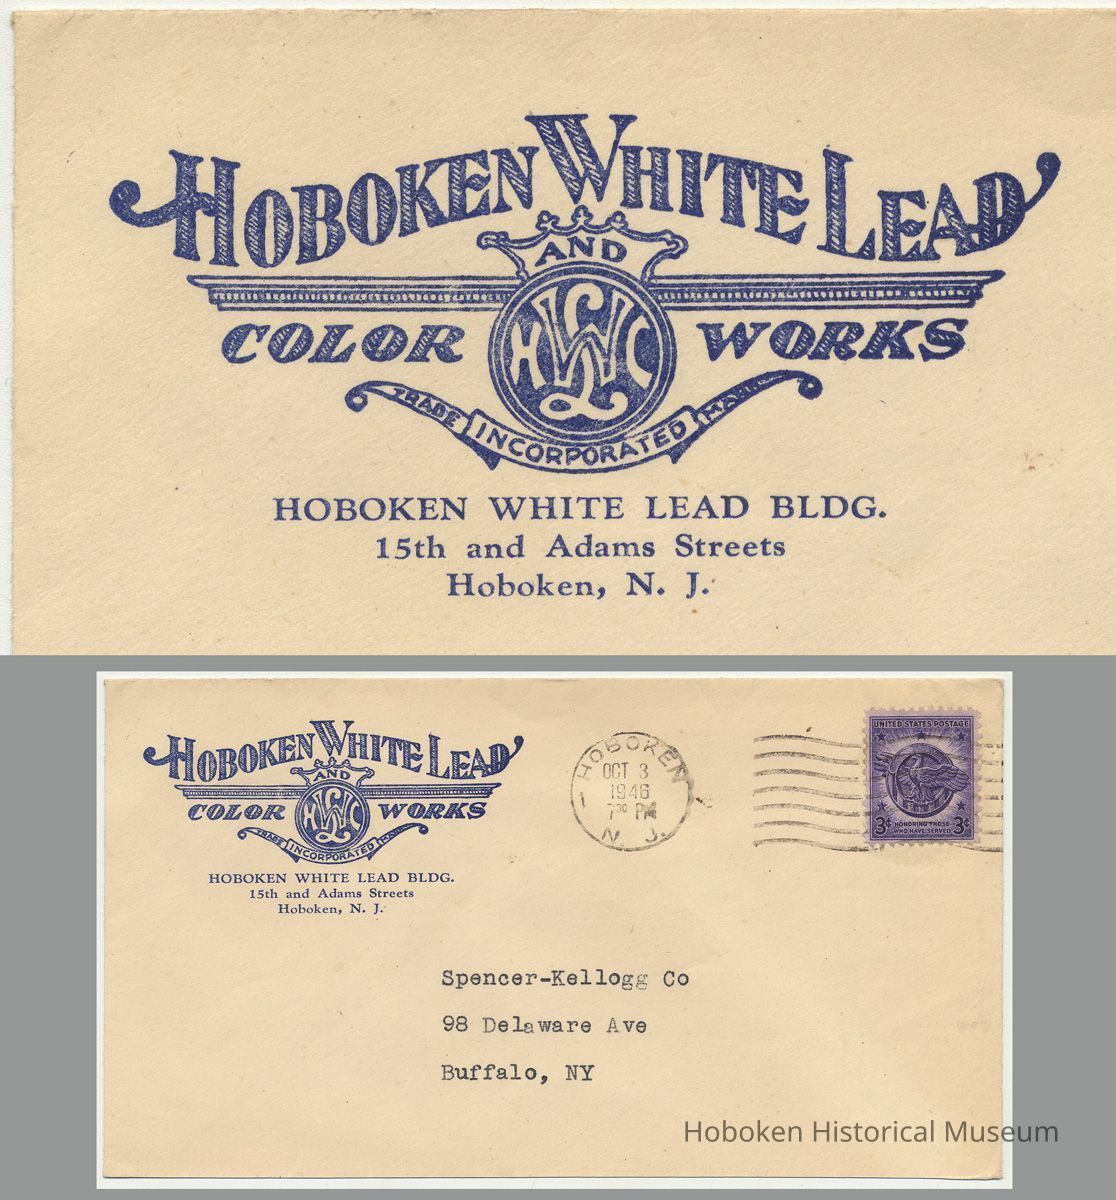 HOBOKEN WHITE LEAD
AND
COLOR WORKS
HWLC
TRADE INCORPORATED MARK
HOBOKEN WHITE LEAD BLDG.
15th and Adams Streets
Hoboken, N. J.
HOBOKEN WHITE LEAD
AND
COLOR WORKS
HWLC
TRADE INCORPORATED MARK
HOBOKEN WHITE LEAD BLDG.
15th and Adams Streets
Hoboken, N. J.
HOBOKEN
OCT 3
1946
7 30 PM
N. J.
UNITED STATES POSTAGE
3¢ HONORING THOSE 3¢
WHO HAVE SERVED
Spencer-Kellogg Co
98 Delaware Ave
Buffalo, NY
Hoboken Historical Museum